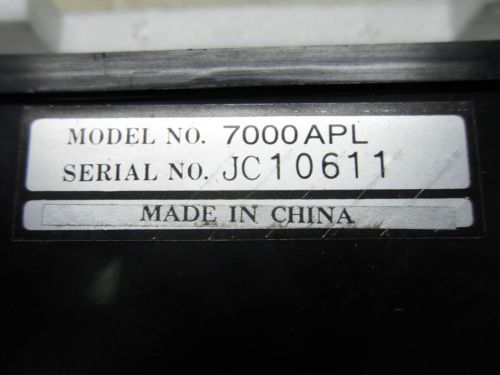 MODEL NO. 7000APL
SERIAL NO. JC10611
MADE IN CHINA